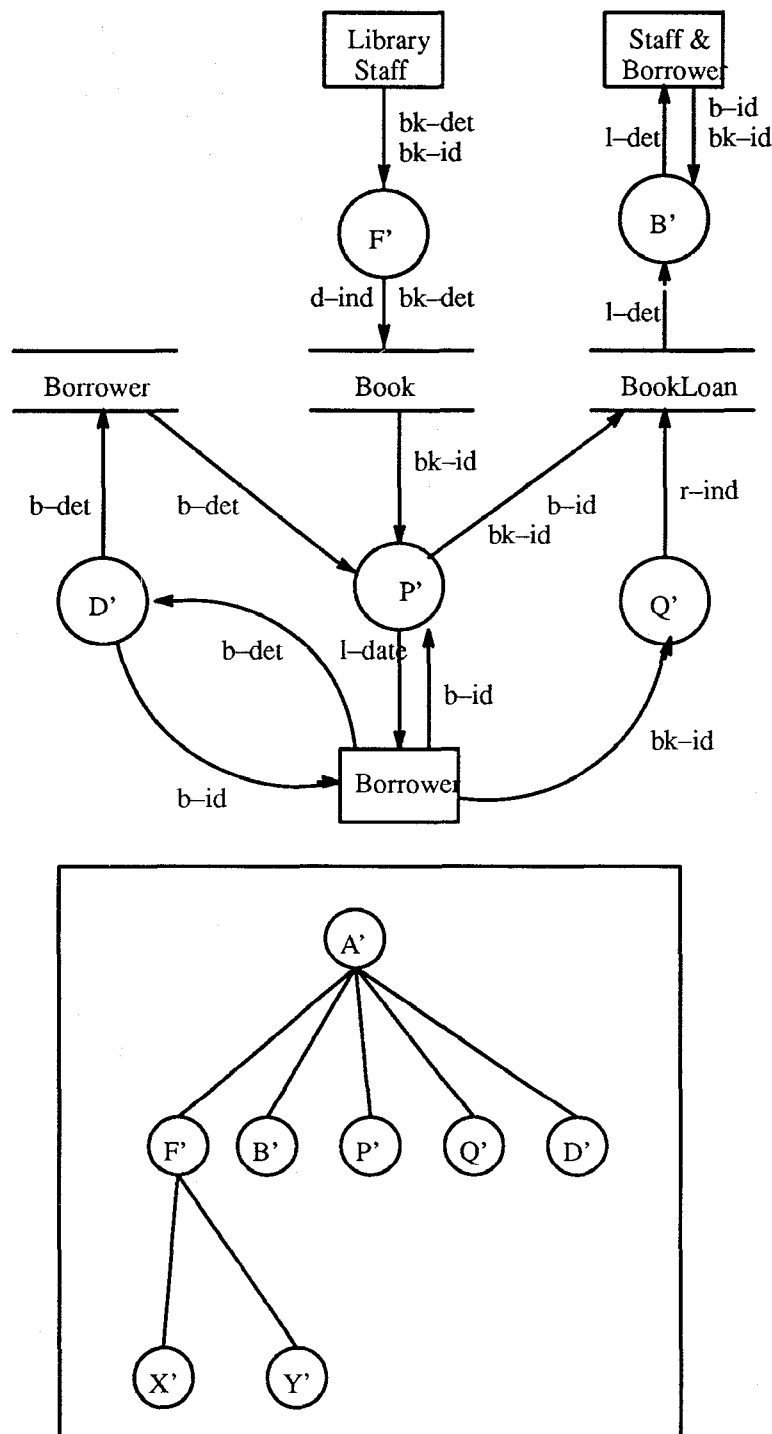 Library
Staff
Staff &
Borrower
bk–det
bk–id
l–det
b–id
bk–id
F’
B’
d–ind
bk–det
l–det
Borrower
Book
BookLoan
b–det
b–det
bk–id
b–id
bk–id
r–ind
D’
P’
Q’
b–det
l–date
b–id
bk–id
b–id
Borrower
A’
F’
B’
P’
Q’
D’
X’
Y’